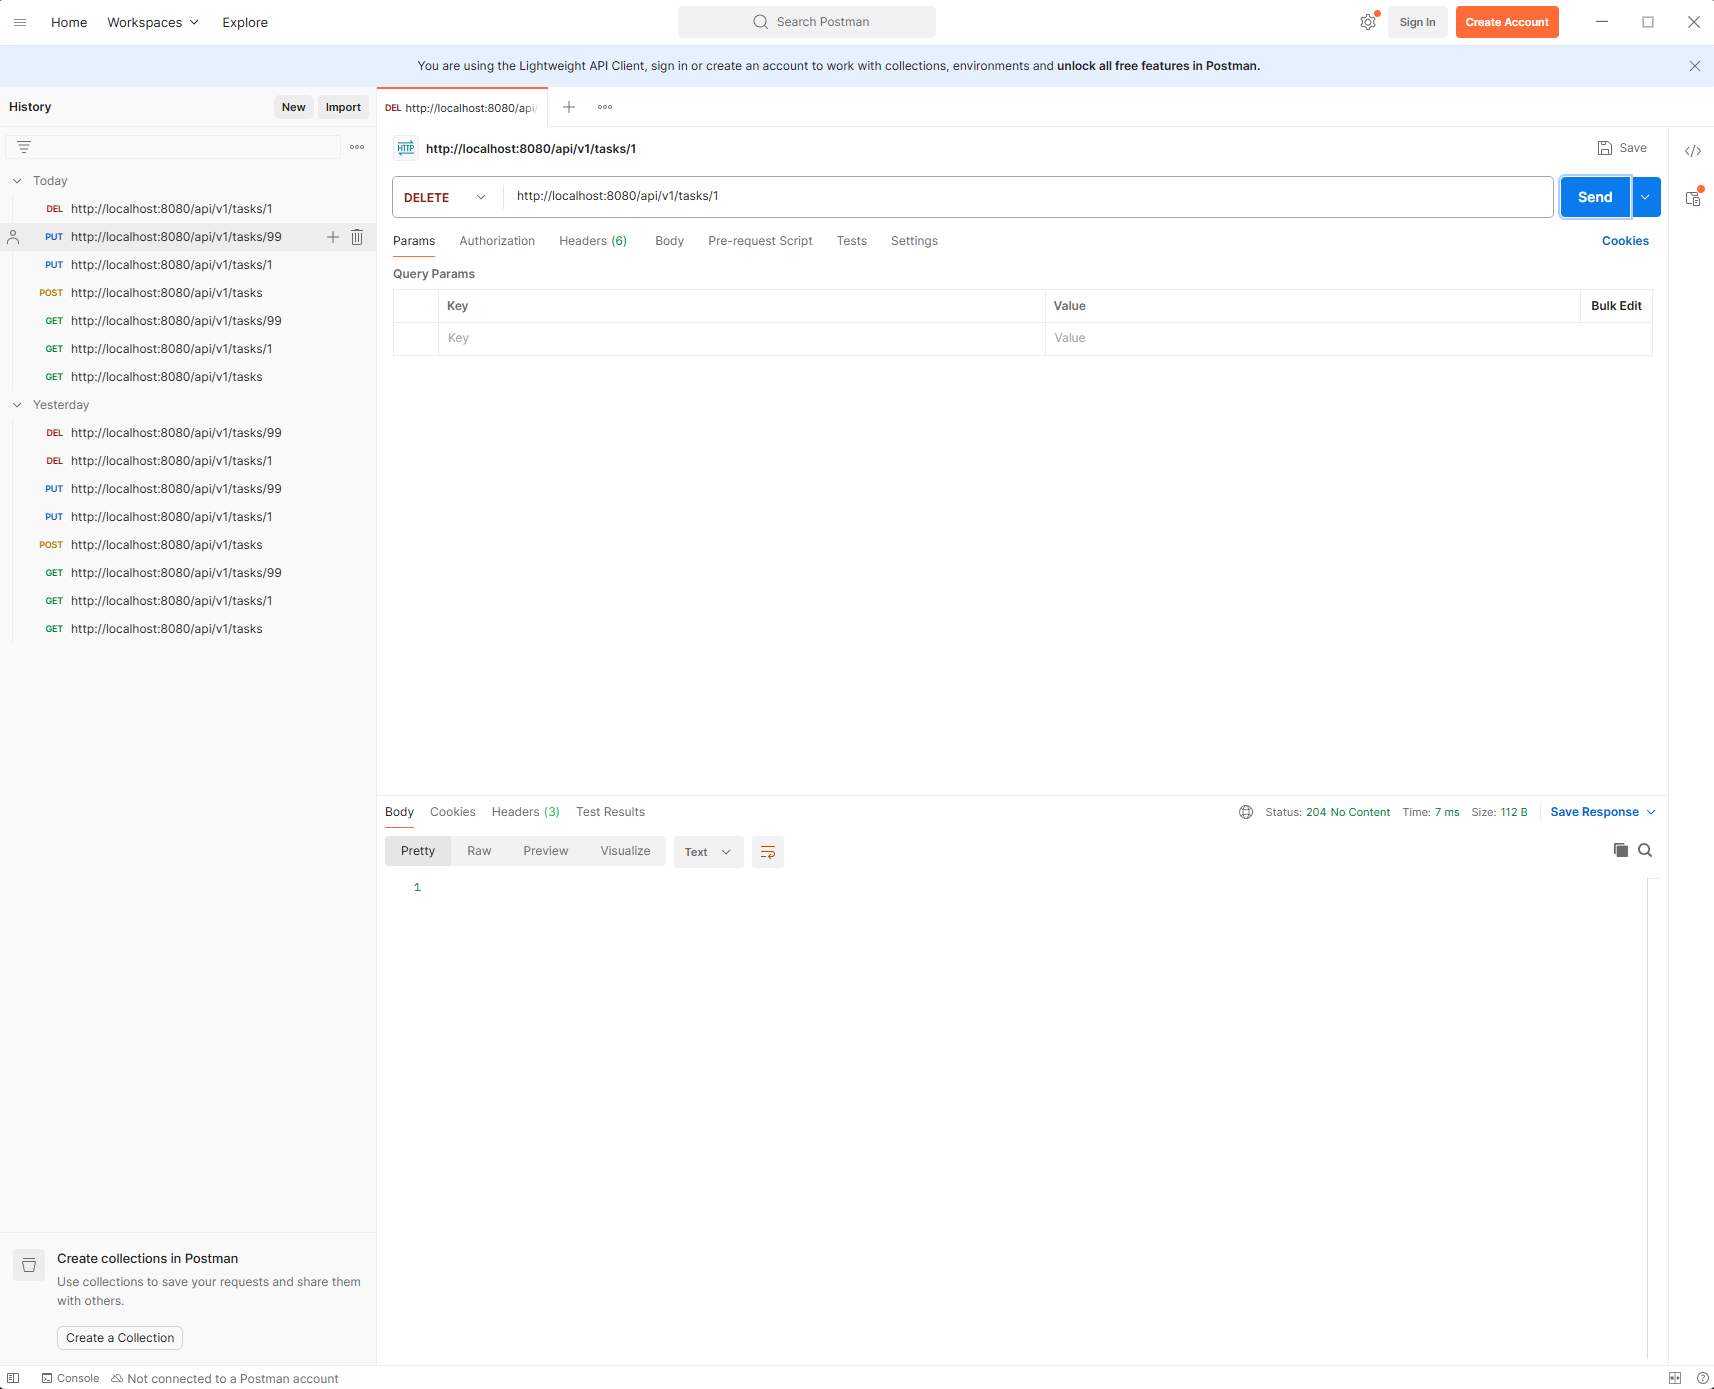 Home Workspaces Explore Search Postman Sign In Create Account
You are using the Lightweight API Client, sign in or create an account to work with collections, environments and unlock all free features in Postman.
History New Import
DEL http://localhost:8080/api/
HTTP http://localhost:8080/api/v1/tasks/1 Save
Today
DEL http://localhost:8080/api/v1/tasks/1
PUT http://localhost:8080/api/v1/tasks/99
PUT http://localhost:8080/api/v1/tasks/1
POST http://localhost:8080/api/v1/tasks
GET http://localhost:8080/api/v1/tasks/99
GET http://localhost:8080/api/v1/tasks/1
GET http://localhost:8080/api/v1/tasks
Yesterday
DEL http://localhost:8080/api/v1/tasks/99
DEL http://localhost:8080/api/v1/tasks/1
PUT http://localhost:8080/api/v1/tasks/99
PUT http://localhost:8080/api/v1/tasks/1
POST http://localhost:8080/api/v1/tasks
GET http://localhost:8080/api/v1/tasks/99
GET http://localhost:8080/api/v1/tasks/1
GET http://localhost:8080/api/v1/tasks
DELETE http://localhost:8080/api/v1/tasks/1 Send
Params Authorization Headers (6) Body Pre-request Script Tests Settings Cookies
Query Params
Key Value Bulk Edit
Key Value
Body Cookies Headers (3) Test Results Status: 204 No Content Time: 7 ms Size: 112 B Save Response
Pretty Raw Preview Visualize Text
1
Create collections in Postman
Use collections to save your requests and share them
with others.
Create a Collection
Console Not connected to a Postman account